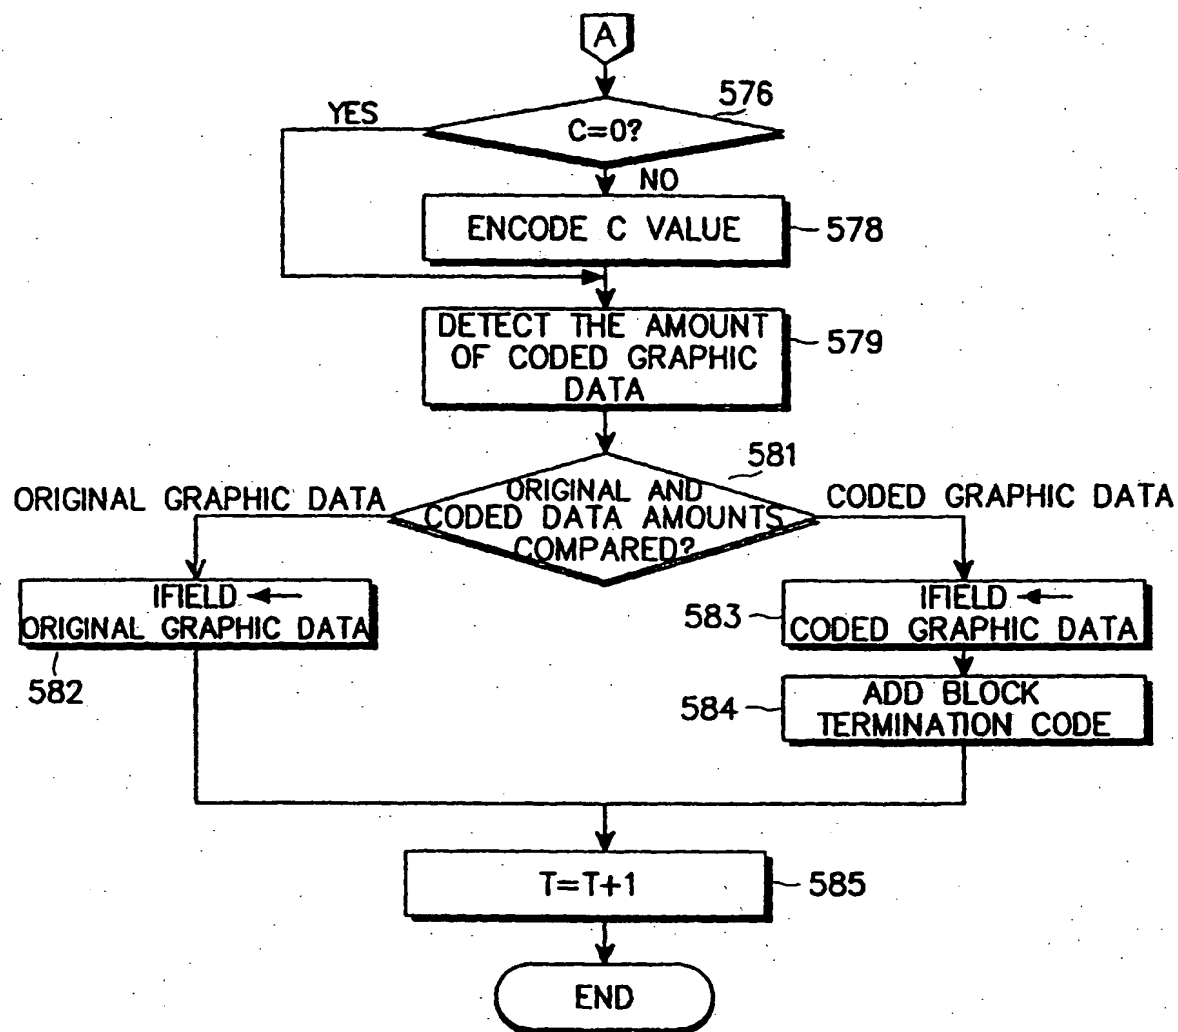 A
576
YES
C=0?
NO
ENCODE C VALUE
578
DETECT THE AMOUNT
OF CODED GRAPHIC
DATA
579
581
ORIGINAL GRAPHIC DATA
ORIGINAL AND
CODED DATA AMOUNTS
COMPARED?
CODED GRAPHIC DATA
IFIELD ←
ORIGINAL GRAPHIC DATA
582
IFIELD ←
CODED GRAPHIC DATA
583
ADD BLOCK
TERMINATION CODE
584
T=T+1
585
END